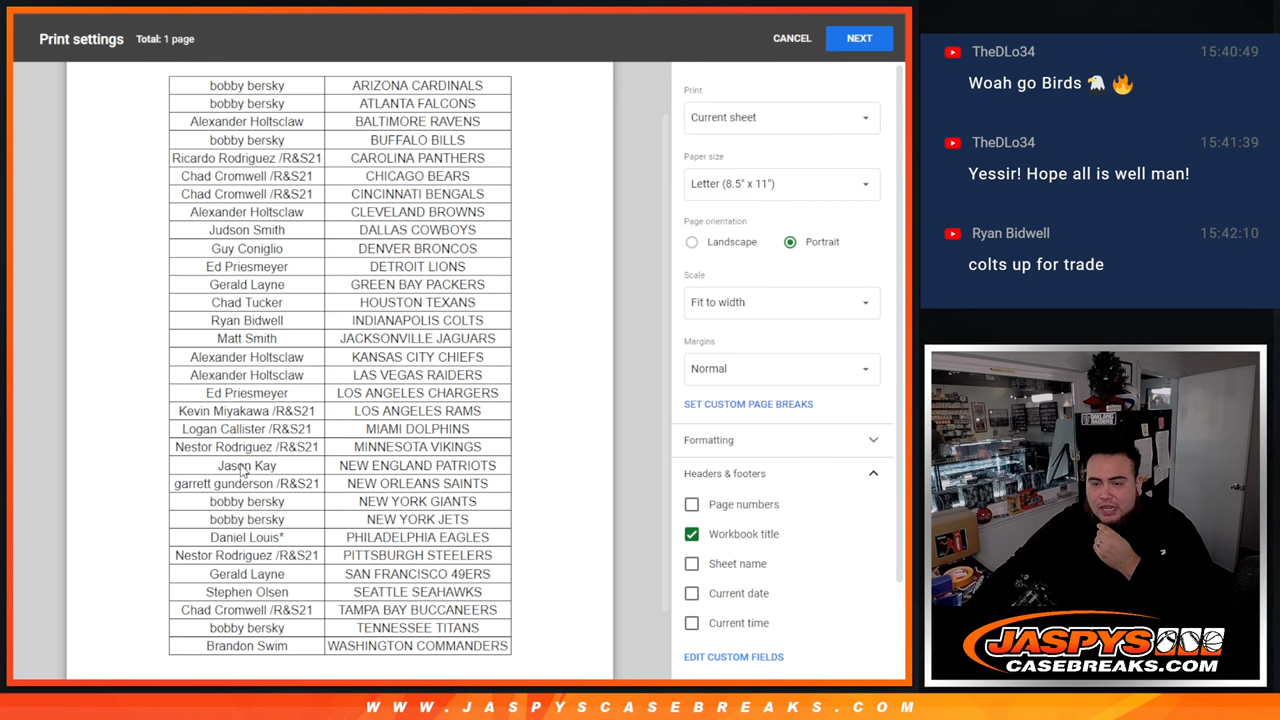 Print settings Total: 1 page CANCEL NEXT
bobby bersky ARIZONA CARDINALS
bobby bersky ATLANTA FALCONS
Alexander Holtsclaw BALTIMORE RAVENS
bobby bersky BUFFALO BILLS
Ricardo Rodriguez /R&S21 CAROLINA PANTHERS
Chad Cromwell /R&S21 CHICAGO BEARS
Chad Cromwell /R&S21 CINCINNATI BENGALS
Alexander Holtsclaw CLEVELAND BROWNS
Judson Smith DALLAS COWBOYS
Guy Coniglio DENVER BRONCOS
Ed Priesmeyer DETROIT LIONS
Gerald Layne GREEN BAY PACKERS
Chad Tucker HOUSTON TEXANS
Ryan Bidwell INDIANAPOLIS COLTS
Matt Smith JACKSONVILLE JAGUARS
Alexander Holtsclaw KANSAS CITY CHIEFS
Alexander Holtsclaw LAS VEGAS RAIDERS
Ed Priesmeyer LOS ANGELES CHARGERS
Kevin Miyakawa /R&S21 LOS ANGELES RAMS
Logan Callister /R&S21 MIAMI DOLPHINS
Nestor Rodriguez /R&S21 MINNESOTA VIKINGS
Jason Kay NEW ENGLAND PATRIOTS
garrett gunderson /R&S21 NEW ORLEANS SAINTS
bobby bersky NEW YORK GIANTS
bobby bersky NEW YORK JETS
Daniel Louis* PHILADELPHIA EAGLES
Nestor Rodriguez /R&S21 PITTSBURGH STEELERS
Gerald Layne SAN FRANCISCO 49ERS
Stephen Olsen SEATTLE SEAHAWKS
Chad Cromwell /R&S21 TAMPA BAY BUCCANEERS
bobby bersky TENNESSEE TITANS
Brandon Swim WASHINGTON COMMANDERS
Print
Current sheet
Paper size
Letter (8.5" x 11")
Page orientation
Landscape Portrait
Scale
Fit to width
Margins
Normal
SET CUSTOM PAGE BREAKS
Formatting
Headers & footers
Page numbers
Workbook title
Sheet name
Current date
Current time
EDIT CUSTOM FIELDS
TheDLo34 15:40:49
Woah go Birds 🦅 🔥
TheDLo34 15:41:39
Yessir! Hope all is well man!
Ryan Bidwell 15:42:10
colts up for trade
JASPYS
CASEBREAKS.COM
WWW.JASPYSCASEBREAKS.COM